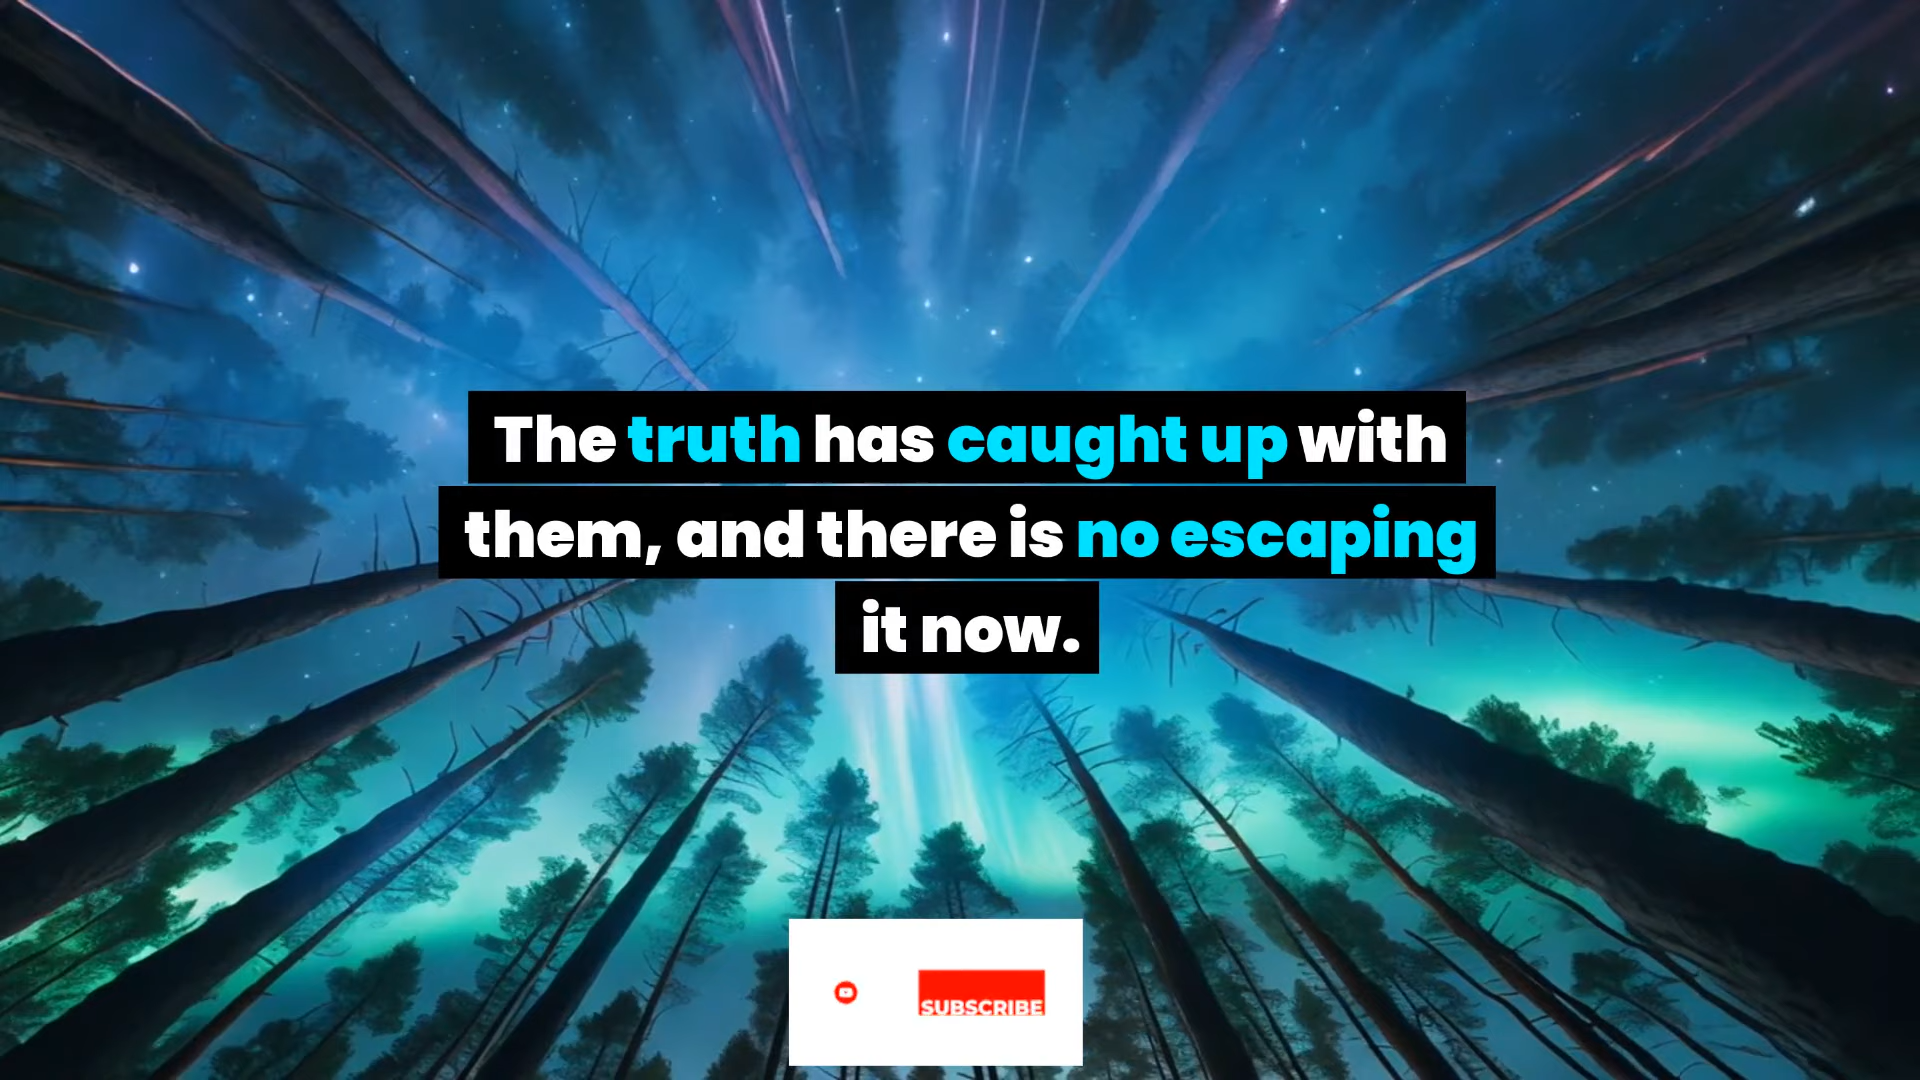 The truth has caught up with
them, and there is no escaping
it now.
SUBSCRIBE